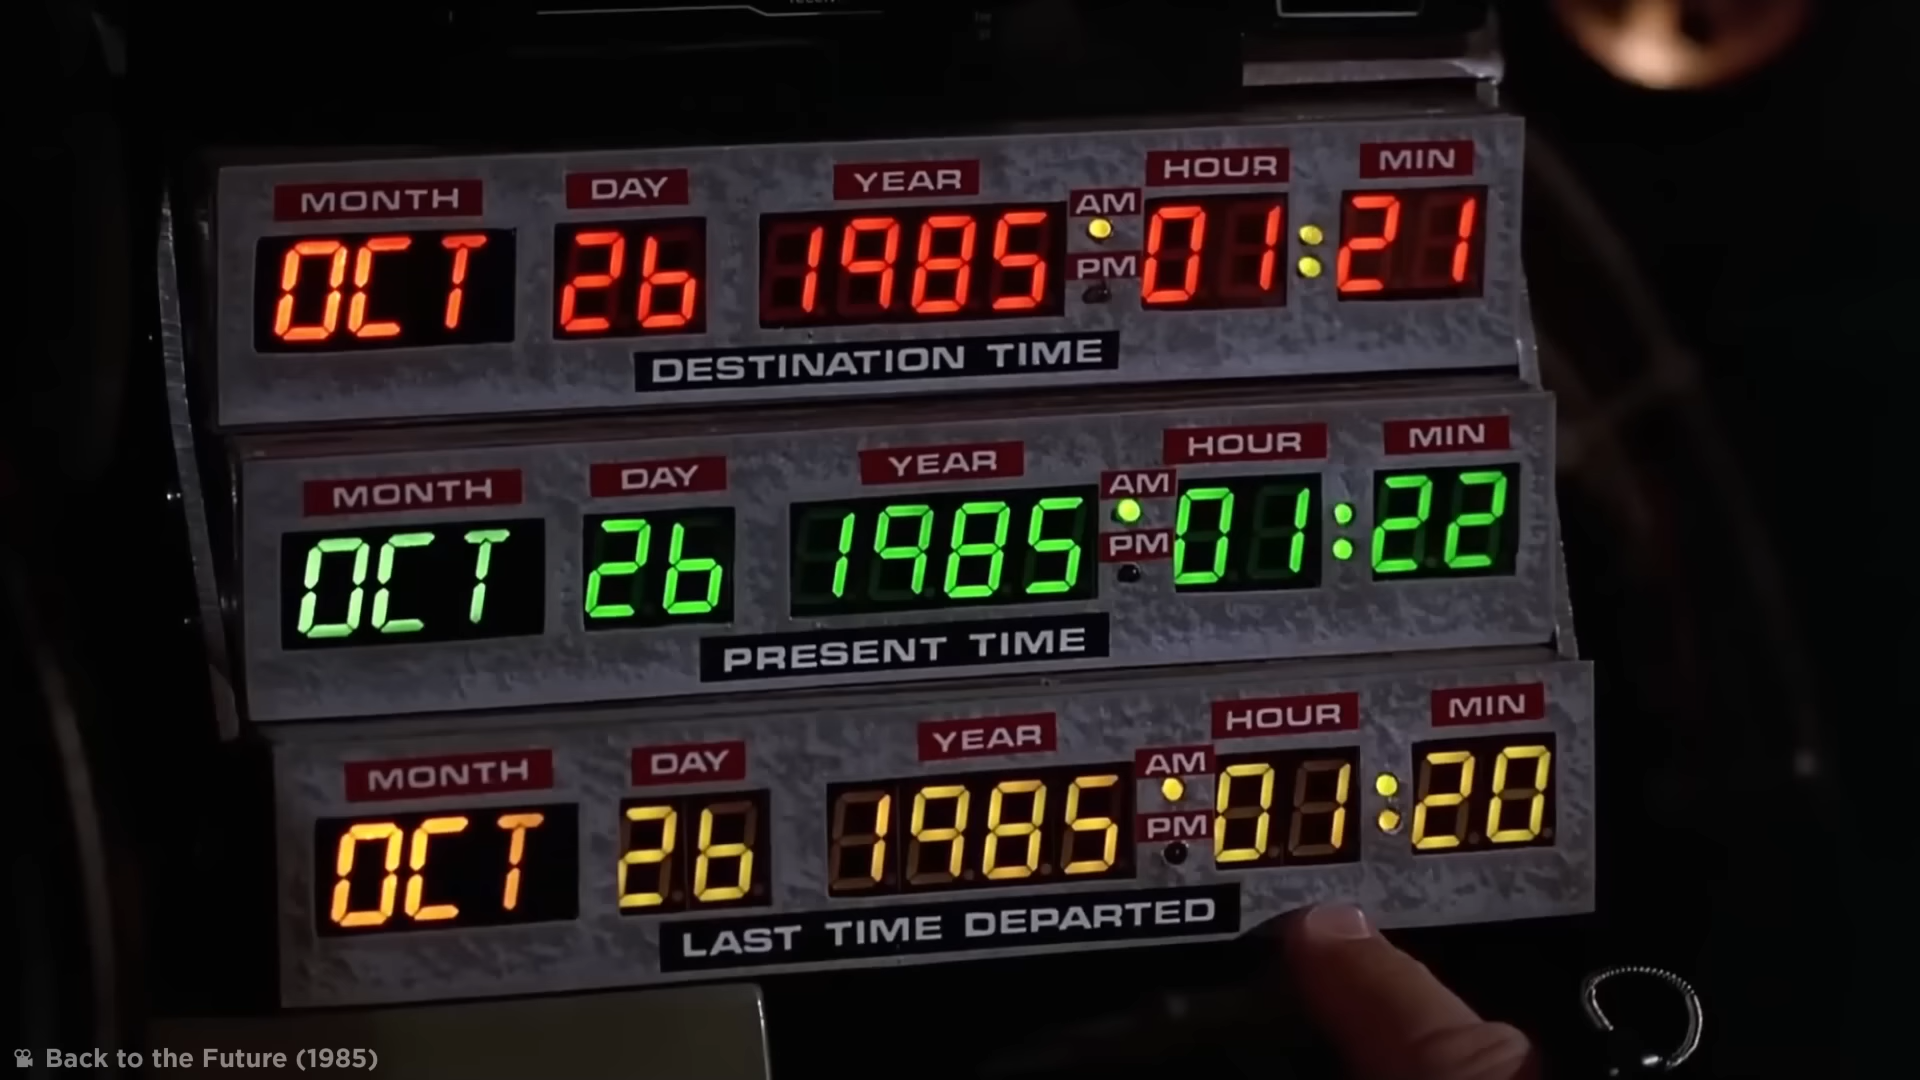 MONTH DAY YEAR AM HOUR MIN
OCT 26 1985 PM 01:21
DESTINATION TIME
MONTH DAY YEAR AM HOUR MIN
OCT 26 1985 PM 01:22
PRESENT TIME
MONTH DAY YEAR AM HOUR MIN
OCT 26 1985 PM 01:20
LAST TIME DEPARTED
Back to the Future (1985)